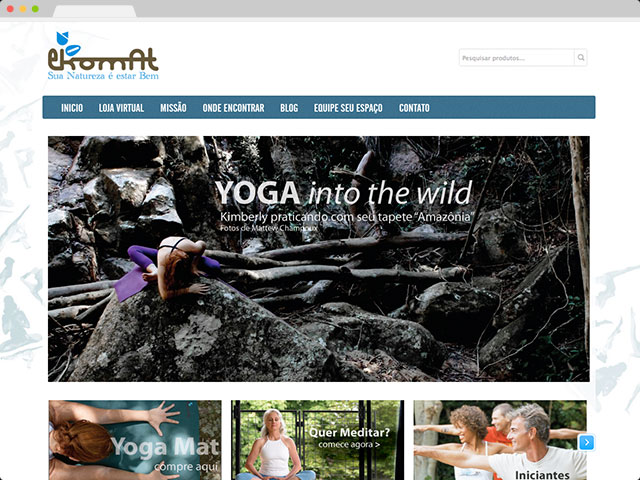 ekomat
Sua Natureza é estar Bem
Pesquisar produtos...
INICIO LOJA VIRTUAL MISSÃO ONDE ENCONTRAR BLOG EQUIPE SEU ESPAÇO CONTATO
YOGA into the wild
Kimberly praticando com seu tapete "Amazônia"
Fotos de Mattew Champoux
Yoga Mat
compre aqui
Quer Meditar?
comece agora >
Iniciantes